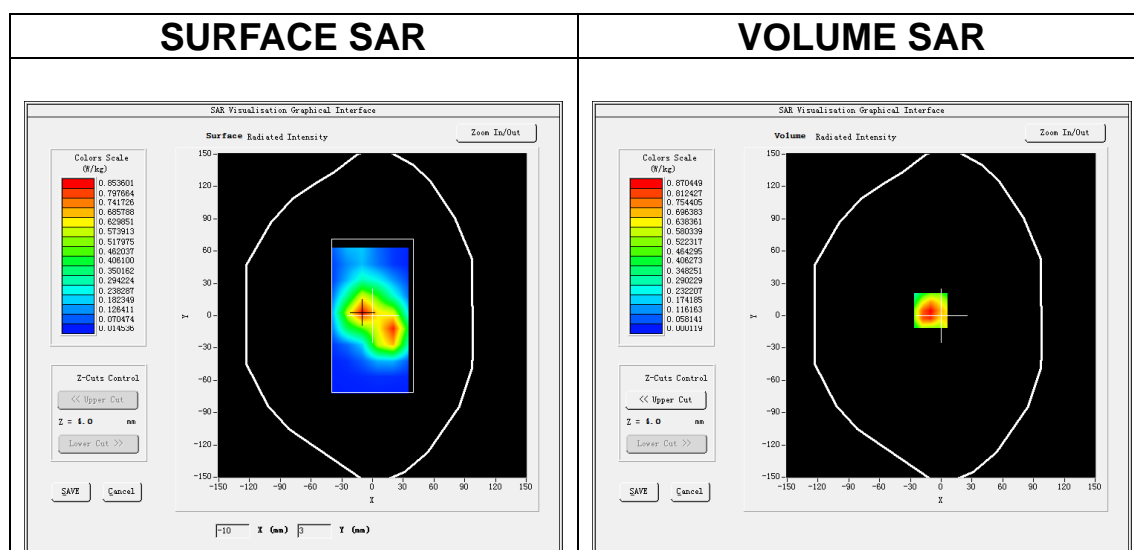 SURFACE SAR
VOLUME SAR
SAR Visualisation Graphical Interface
Surface Radiated Intensity
Zoom In/Out
Colors Scale
(W/kg)
0.853601
0.797664
0.741726
0.685788
0.629851
0.573913
0.517975
0.462037
0.406100
0.350162
0.294224
0.238287
0.182349
0.126411
0.070474
0.014536
Z-Cuts Control
<< Upper Cut
Z = 4.0 mm
Lower Cut >>
SAVE
Cancel
150
120
90
60
30
0
-30
-60
-90
-120
-150
Y
-150 -120 -90 -60 -30 0 30 60 90 120 150
X
-10 X (mm) 3 Y (mm)
SAR Visualisation Graphical Interface
Volume Radiated Intensity
Zoom In/Out
Colors Scale
(W/kg)
0.870449
0.812427
0.754405
0.696383
0.638361
0.580339
0.522317
0.464295
0.406273
0.348251
0.290229
0.232207
0.174185
0.116163
0.058141
0.000119
Z-Cuts Control
<< Upper Cut
Z = 4.0 mm
Lower Cut >>
SAVE
Cancel
150
120
90
60
30
0
-30
-60
-90
-120
-150
Y
-150 -120 -90 -60 -30 0 30 60 90 120 150
X